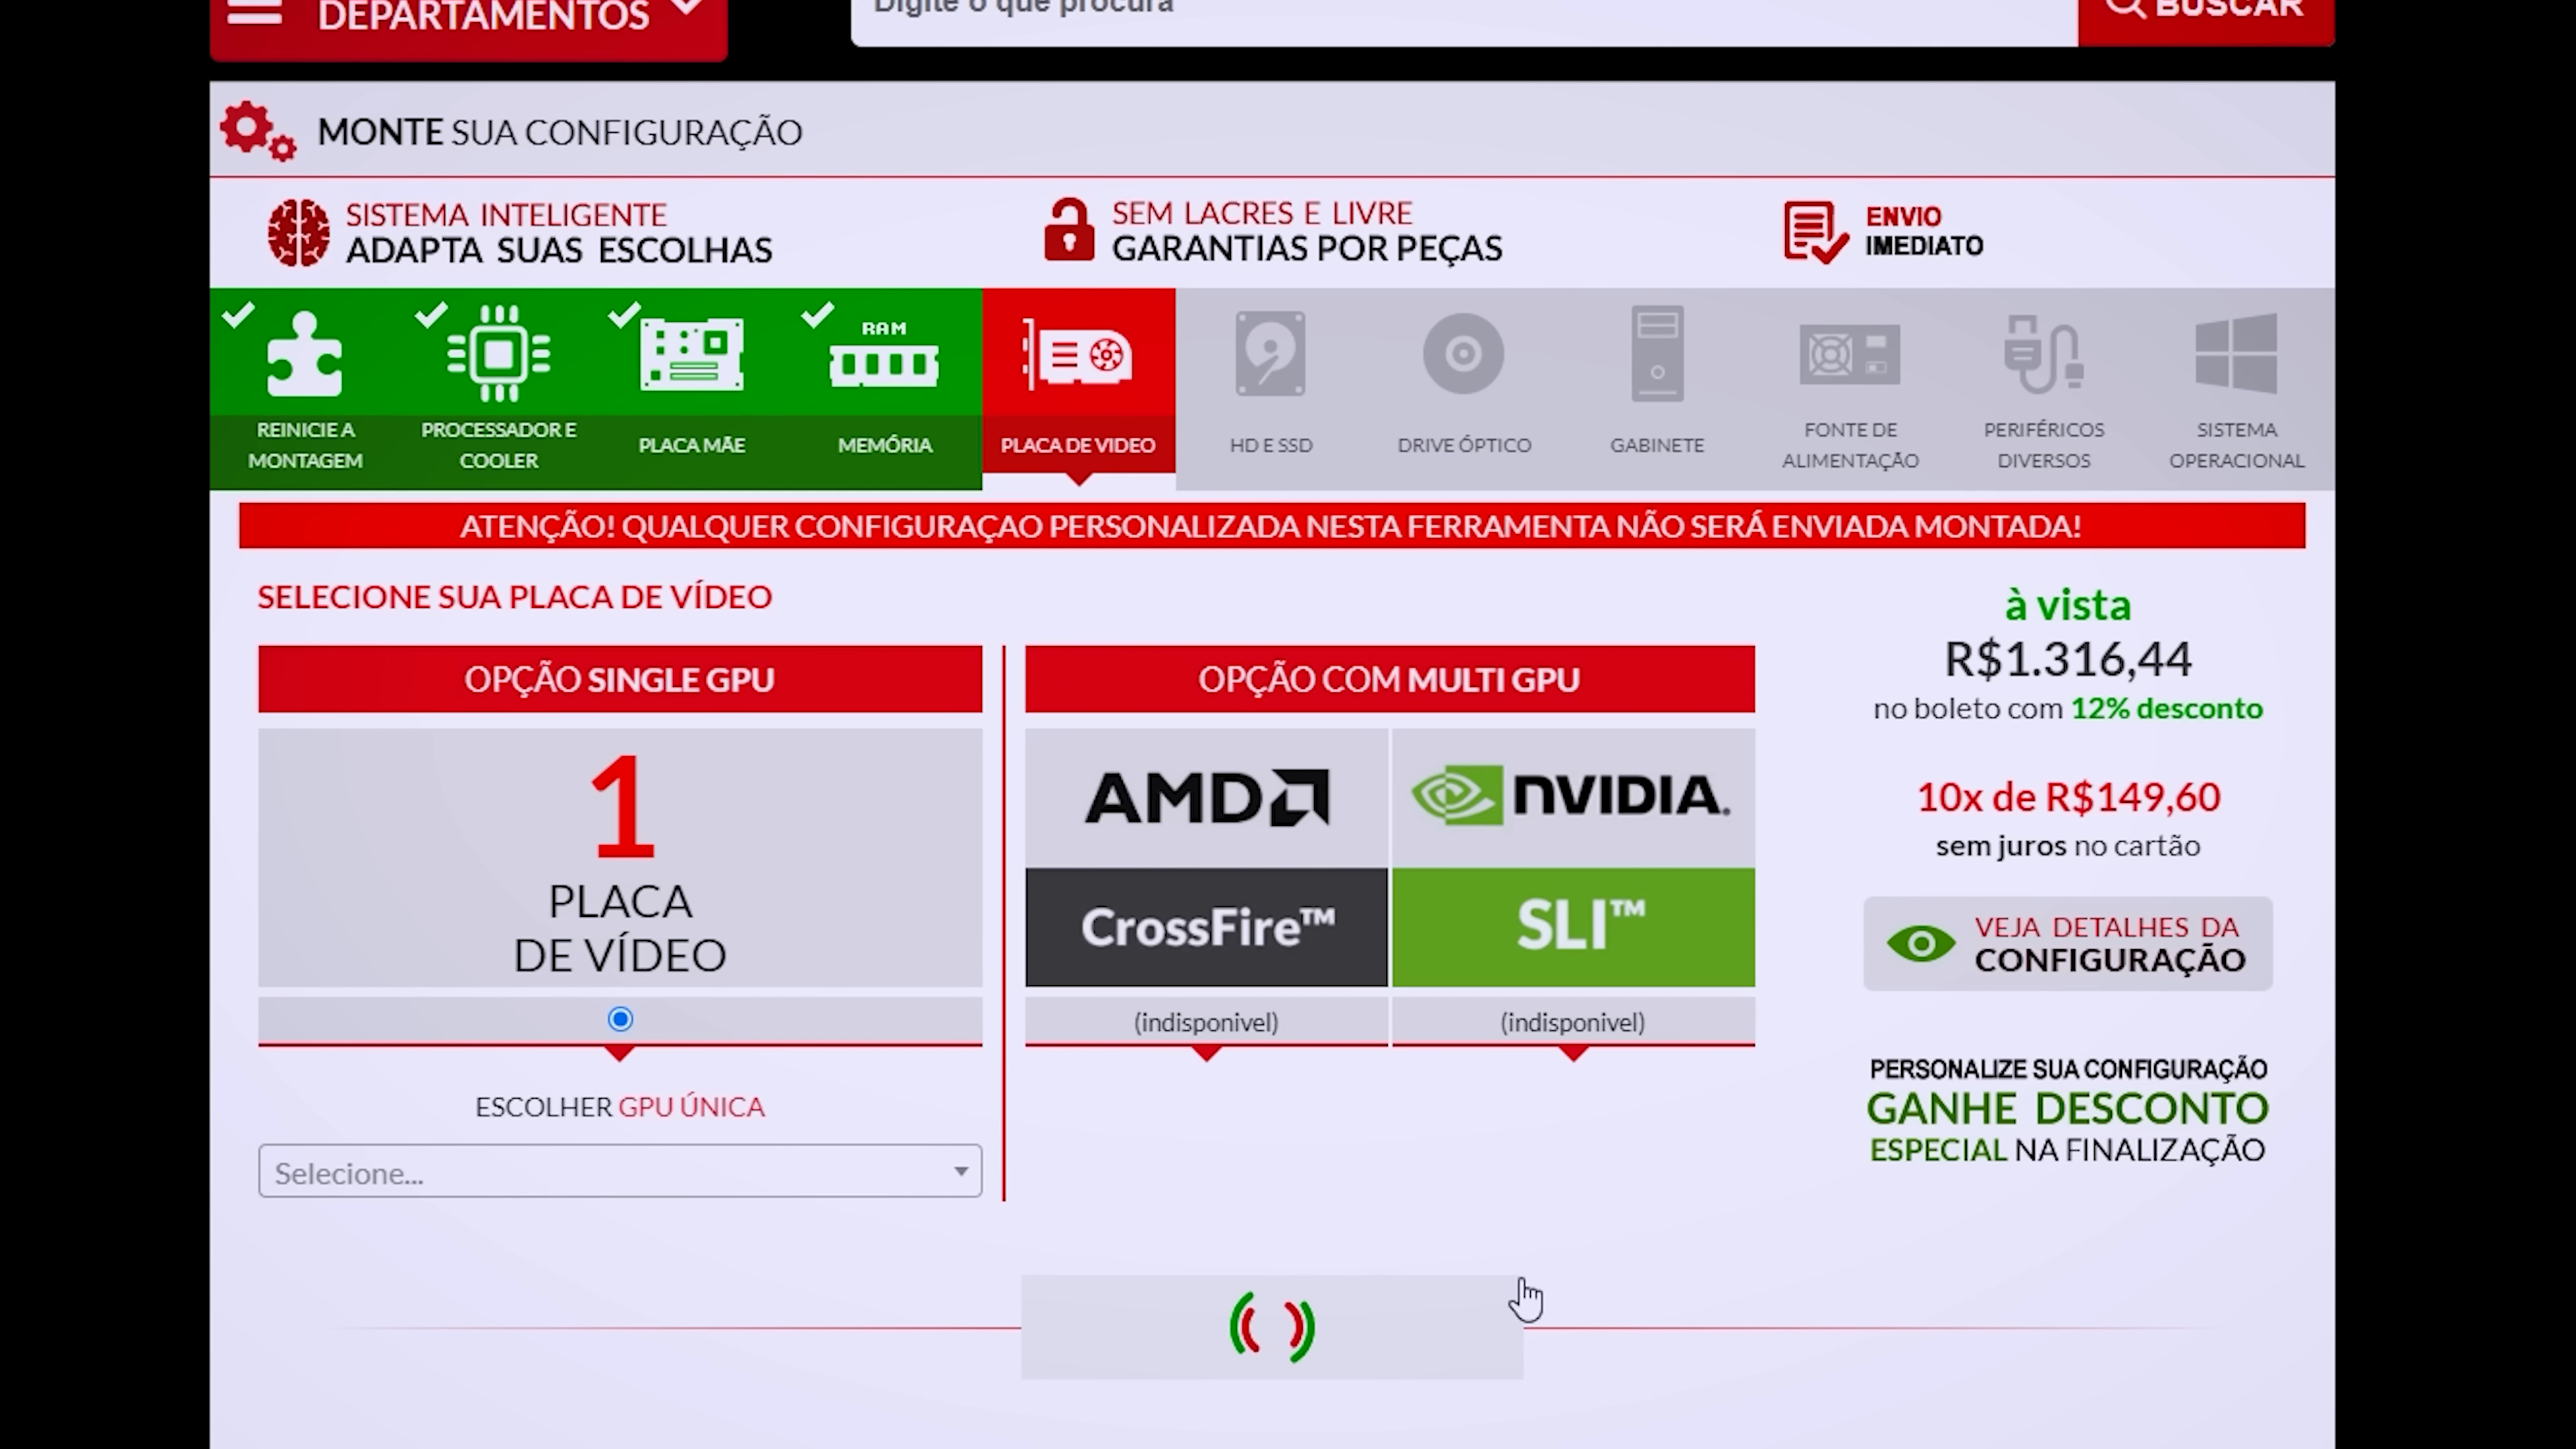 DEPARTAMENTOS
Digite o que procura
BUSCAR
MONTE SUA CONFIGURAÇÃO
SISTEMA INTELIGENTE
ADAPTA SUAS ESCOLHAS
SEM LACRES E LIVRE
GARANTIAS POR PEÇAS
ENVIO
IMEDIATO
REINICIE A
MONTAGEM
PROCESSADOR E
COOLER
PLACA MÃE
RAM
MEMÓRIA
PLACA DE VIDEO
HD E SSD
DRIVE ÓPTICO
GABINETE
FONTE DE
ALIMENTAÇÃO
PERIFÉRICOS
DIVERSOS
SISTEMA
OPERACIONAL
ATENÇÃO! QUALQUER CONFIGURAÇAO PERSONALIZADA NESTA FERRAMENTA NÃO SERÁ ENVIADA MONTADA!
SELECIONE SUA PLACA DE VÍDEO
OPÇÃO SINGLE GPU
1
PLACA
DE VÍDEO
ESCOLHER GPU ÚNICA
Selecione...
OPÇÃO COM MULTI GPU
AMD
CrossFire™
(indisponivel)
NVIDIA.
SLI™
(indisponivel)
à vista
R$1.316,44
no boleto com 12% desconto
10x de R$149,60
sem juros no cartão
VEJA DETALHES DA
CONFIGURAÇÃO
PERSONALIZE SUA CONFIGURAÇÃO
GANHE DESCONTO
ESPECIAL NA FINALIZAÇÃO